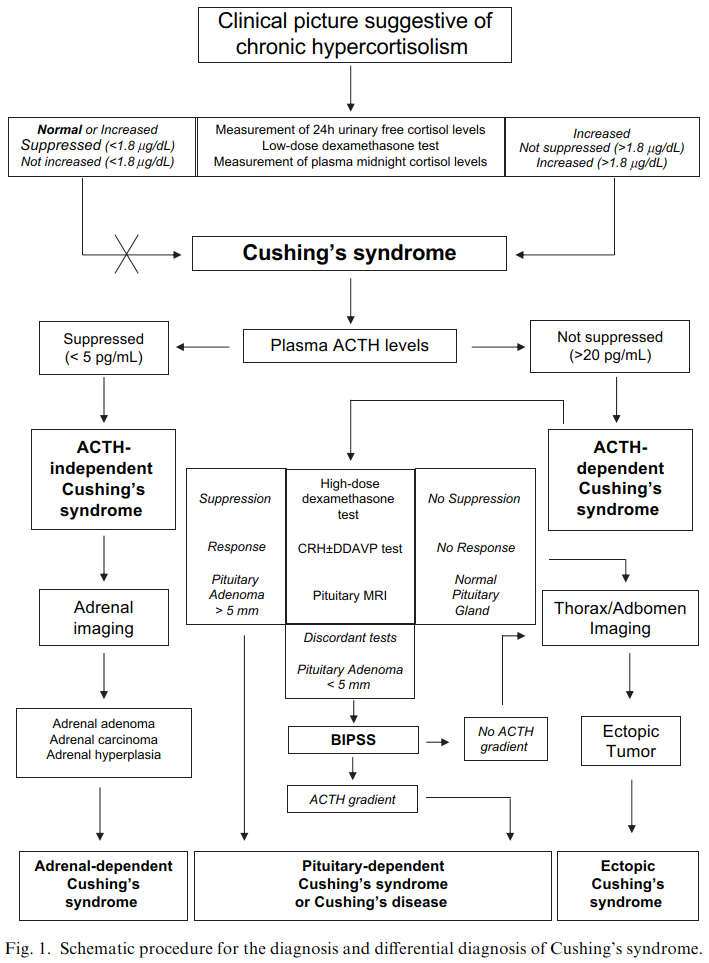 Clinical picture suggestive of
chronic hypercortisolism
Normal or Increased
Suppressed (<1.8 µg/dL)
Not increased (<1.8 µg/dL)
Measurement of 24h urinary free cortisol levels
Low-dose dexamethasone test
Measurement of plasma midnight cortisol levels
Increased
Not suppressed (>1.8 µg/dL)
Increased (>1.8 µg/dL)
Cushing's syndrome
Suppressed
(< 5 pg/mL)
Plasma ACTH levels
Not suppressed
(>20 pg/mL)
ACTH-
independent
Cushing's
syndrome
ACTH-
dependent
Cushing's
syndrome
Suppression
Response
Pituitary
Adenoma
> 5 mm
High-dose
dexamethasone
test
CRH±DDAVP test
Pituitary MRI
No Suppression
No Response
Normal
Pituitary
Gland
Adrenal
imaging
Thorax/Adbomen
Imaging
Discordant tests
Pituitary Adenoma
< 5 mm
Adrenal adenoma
Adrenal carcinoma
Adrenal hyperplasia
BIPSS
No ACTH
gradient
Ectopic
Tumor
ACTH gradient
Adrenal-dependent
Cushing's
syndrome
Pituitary-dependent
Cushing's syndrome
or Cushing's disease
Ectopic
Cushing's
syndrome
Fig. 1. Schematic procedure for the diagnosis and differential diagnosis of Cushing's syndrome.